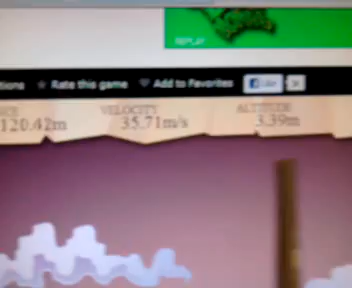 REPLAY
Rate this game Add to Favorites Like
VELOCITY ALTITUDE
120.42m 35.71m/s 3.39m